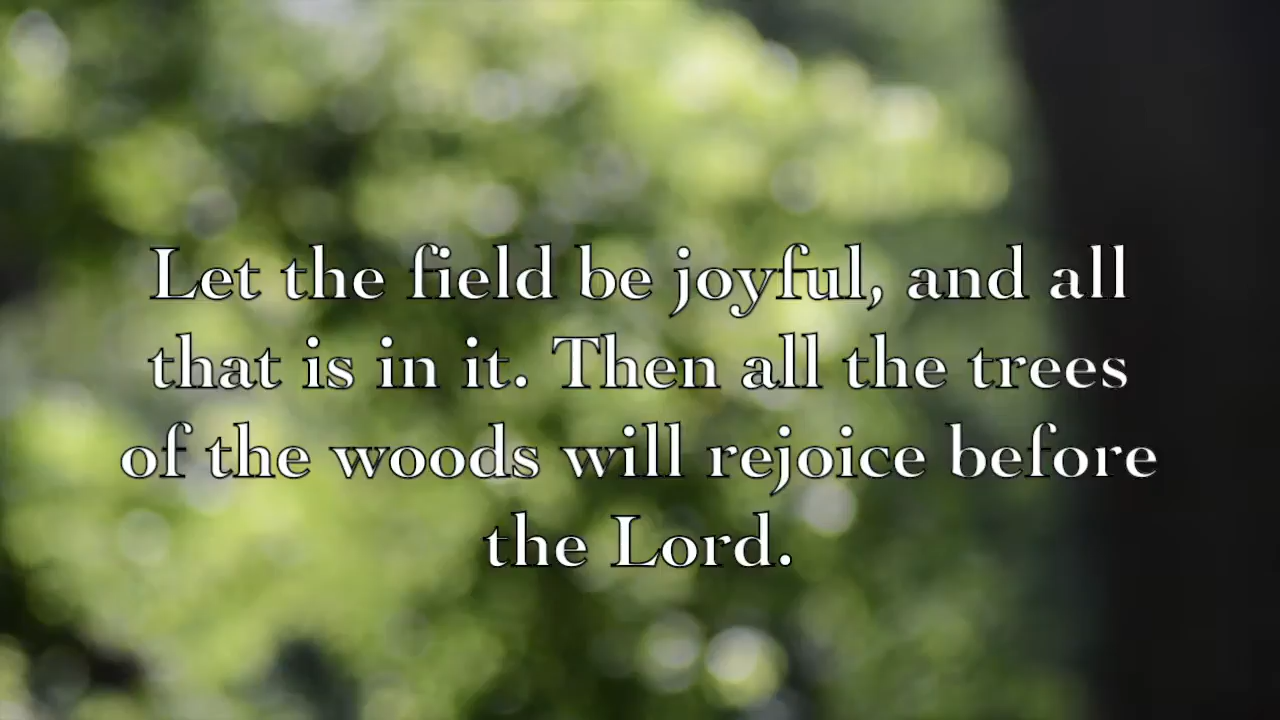 Let the field be joyful, and all
that is in it. Then all the trees
of the woods will rejoice before
the Lord.